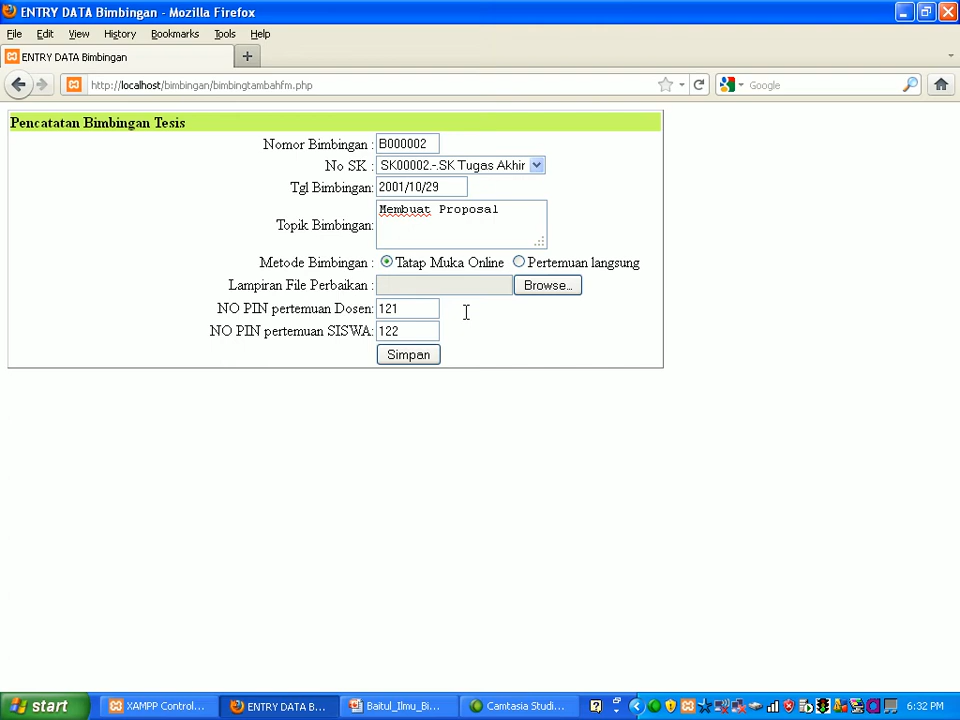 ENTRY DATA Bimbingan - Mozilla Firefox
File Edit View History Bookmarks Tools Help
ENTRY DATA Bimbingan
http://localhost/bimbingan/bimbingtambahfm.php
Google
Pencatatan Bimbingan Tesis
Nomor Bimbingan : B000002
No SK : SK00002.-.SK Tugas Akhir
Tgl Bimbingan: 2001/10/29
Topik Bimbingan: Membuat Proposal
Metode Bimbingan : Tatap Muka Online Pertemuan langsung
Lampiran File Perbaikan : Browse...
NO PIN pertemuan Dosen: 121
NO PIN pertemuan SISWA: 122
Simpan
start XAMPP Control... ENTRY DATA B... Baitul_Ilmu_Bi... Camtasia Studi... 6:32 PM